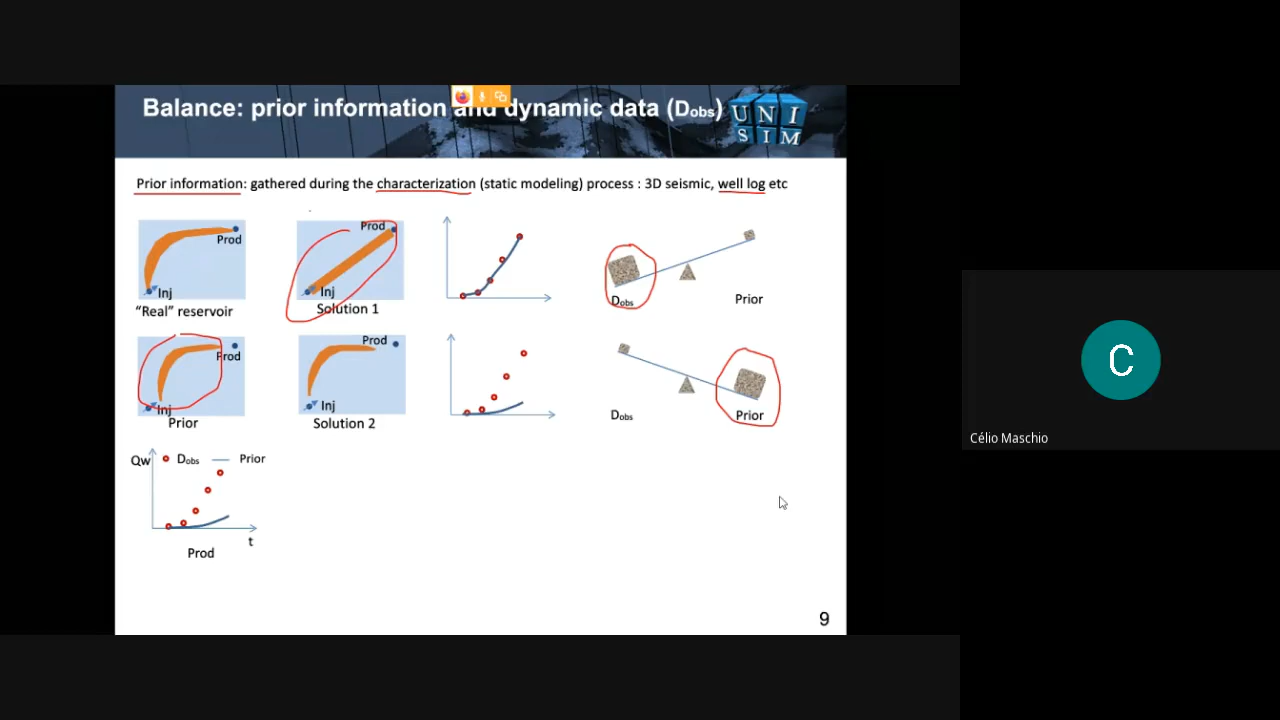 Balance: prior information and dynamic data (Dobs)
UNI
SIM
Prior information: gathered during the characterization (static modeling) process : 3D seismic, well log etc
Prod
Inj
"Real" reservoir
Prod
Inj
Solution 1
Dobs
Prior
Prod
Inj
Prior
Prod
Inj
Solution 2
Dobs
Prior
Qw
Dobs
Prior
t
Prod
9
C
Célio Maschio